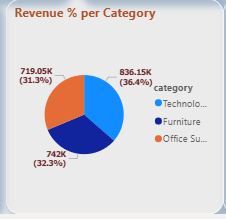 Revenue % per Category
719.05K
(31.3%)
836.15K
(36.4%)
742K
(32.3%)
category
Technolo...
Furniture
Office Su...